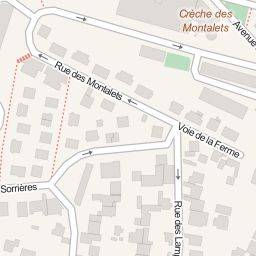 Crèche des
Montalets
Avenue
Rue des Montalets
Voie de la Ferme
Sorrières
Rue des Lam